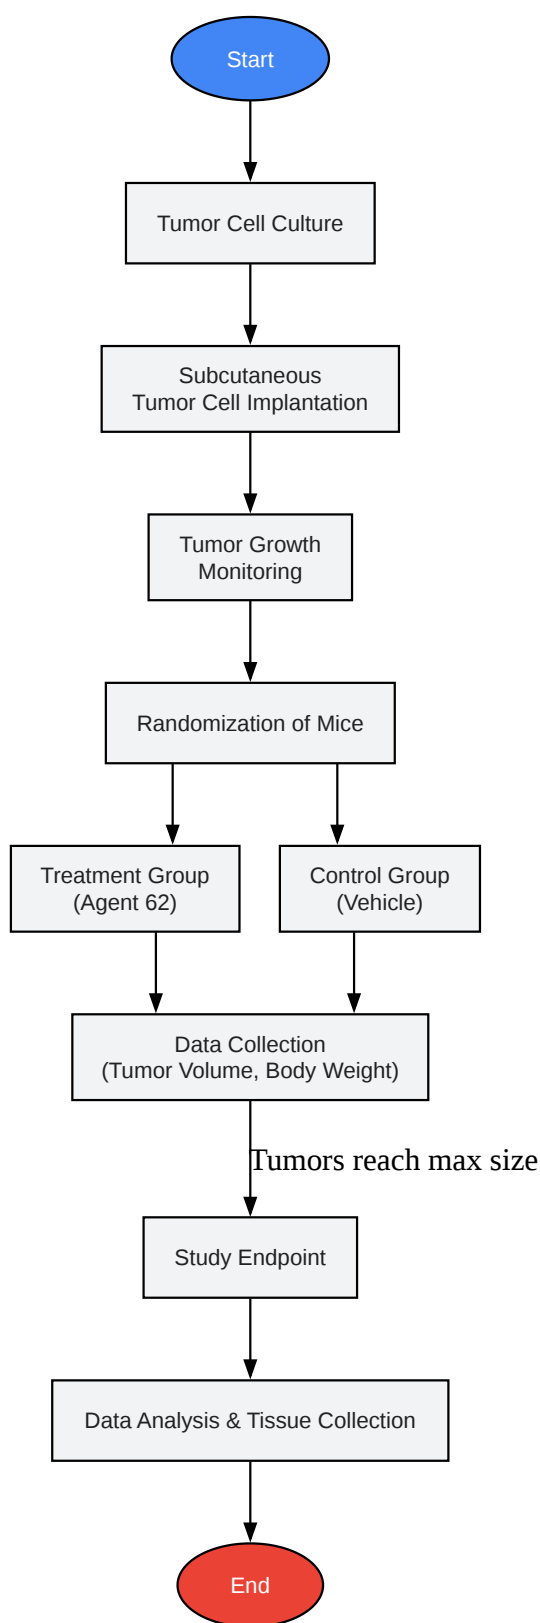 Start
Tumor Cell Culture
Subcutaneous
Tumor Cell Implantation
Tumor Growth
Monitoring
Randomization of Mice
Treatment Group
(Agent 62)
Control Group
(Vehicle)
Data Collection
(Tumor Volume, Body Weight)
Tumors reach max size
Study Endpoint
Data Analysis & Tissue Collection
End